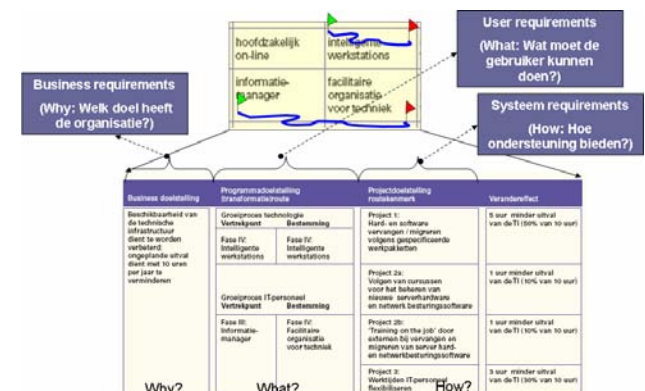 User requirements
(What: Wat moet de
gebruiker kunnen
doen?)
hoofdzakelijk
on-line
intelligente
workstations
informatie-
manager
facilitaire
organisatie
voor techniek
Business requirements
(Why: Welk doel heeft
de organisatie?)
Systeem requirements
(How: Hoe
ondersteuning bieden?)
Business doelstelling
Programmadoelstelling
(transformatie)route
Projectdoelstelling
routekenmerk
Verandereffect
Beschikbaarheid van
de technische
infrastructuur
dient te worden
verbeterd:
ongeplande uitval
dient met 10 uren
per jaar te
verminderen
Groeiproces technologie
Vertrekpunt Bestemming
Fase IV:
Intelligente
workstations
Fase IV:
Intelligente
workstations
Project 1:
Hard- en software
vervangen / migreren
volgens gespecificeerde
werkpakketten
5 uur minder uitval
van de TI (50% van 10 uur)
Groeiproces IT-personeel
Vertrekpunt Bestemming
Project 2a:
Volgen van cursussen
voor het beheren van
nieuwe serverhardware
en netwerk besturingssoftware
1 uur minder uitval
van de TI (10% van 10 uur)
Fase III:
Informatie-
manager
Fase IV:
Facilitaire
organisatie
voor techniek
Project 2b:
'Training on the job' door
externen bij vervangen en
migreren van server hard-
en netwerkbesturingssoftware
1 uur minder uitval
van de TI (10% van 10 uur)
Project 3:
Werktijden IT-personeel
flexibiliseren
3 uur minder uitval
van de TI (30% van 10 uur)
Why?
What?
How?